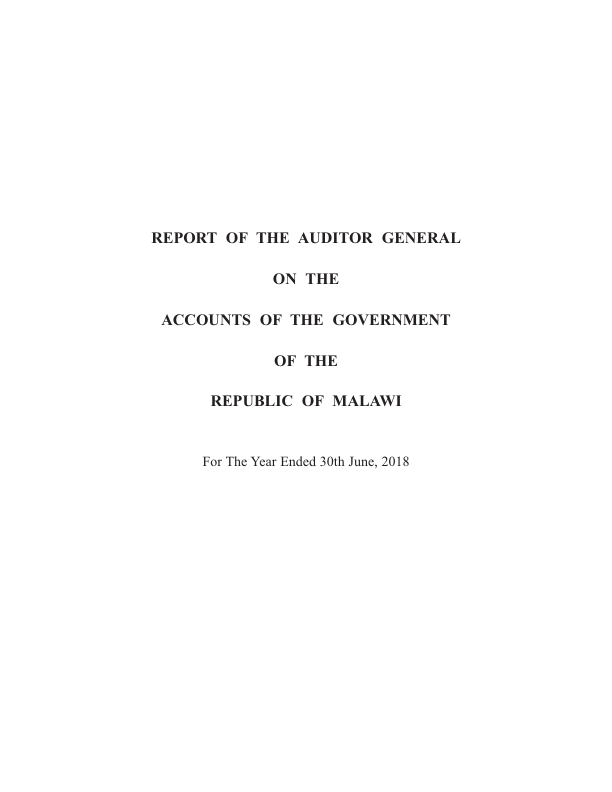 REPORT OF THE AUDITOR GENERAL
ON THE
ACCOUNTS OF THE GOVERNMENT
OF THE
REPUBLIC OF MALAWI
For The Year Ended 30th June, 2018